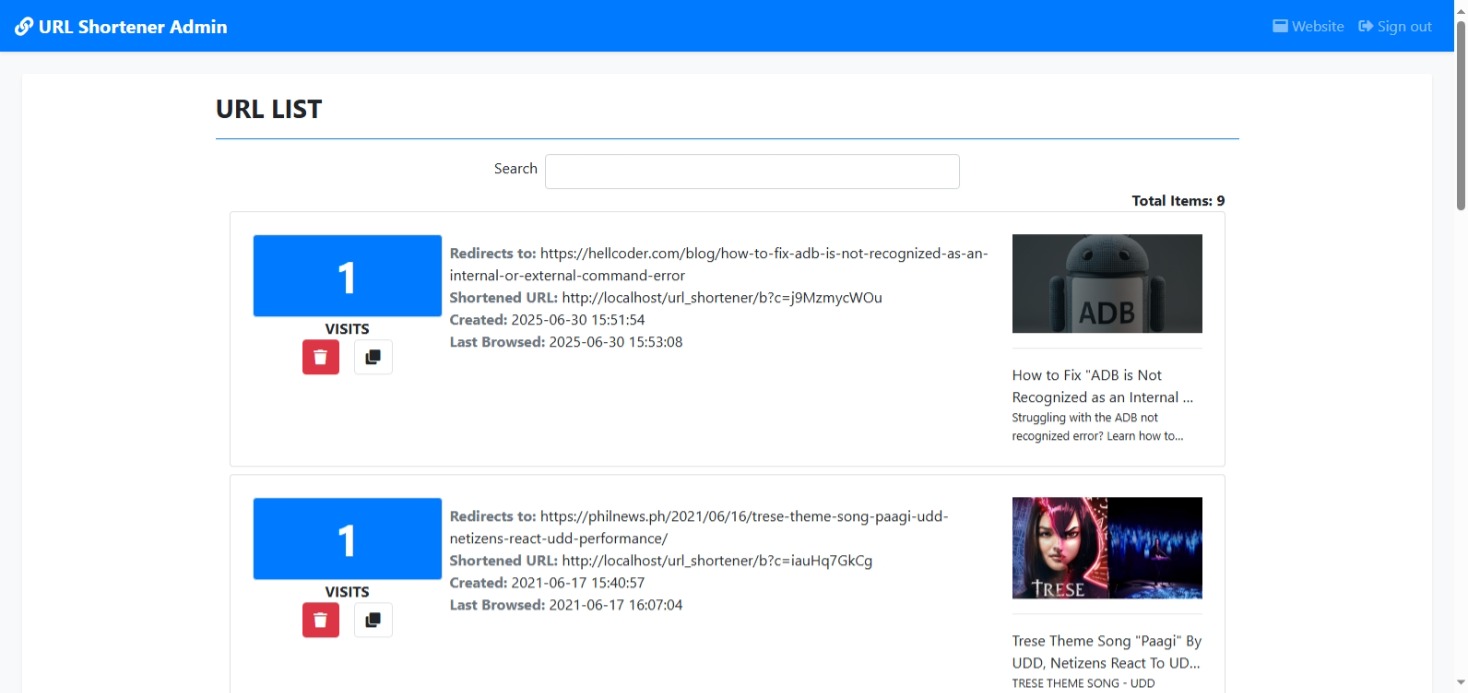 URL Shortener Admin
Website
Sign out
URL LIST
Search
Total Items: 9
1
VISITS
Redirects to: https://hellcoder.com/blog/how-to-fix-adb-is-not-recognized-as-an-
internal-or-external-command-error
Shortened URL: http://localhost/url_shortener/b?c=j9MzmycWOu
Created: 2025-06-30 15:51:54
Last Browsed: 2025-06-30 15:53:08
ADB
How to Fix "ADB is Not
Recognized as an Internal ...
Struggling with the ADB not
recognized error? Learn how to...
1
VISITS
Redirects to: https://philnews.ph/2021/06/16/trese-theme-song-paagi-udd-
netizens-react-udd-performance/
Shortened URL: http://localhost/url_shortener/b?c=iauHq7GkCg
Created: 2021-06-17 15:40:57
Last Browsed: 2021-06-17 16:07:04
TRESE
Trese Theme Song "Paagi" By
UDD, Netizens React To UD...
TRESE THEME SONG - UDD